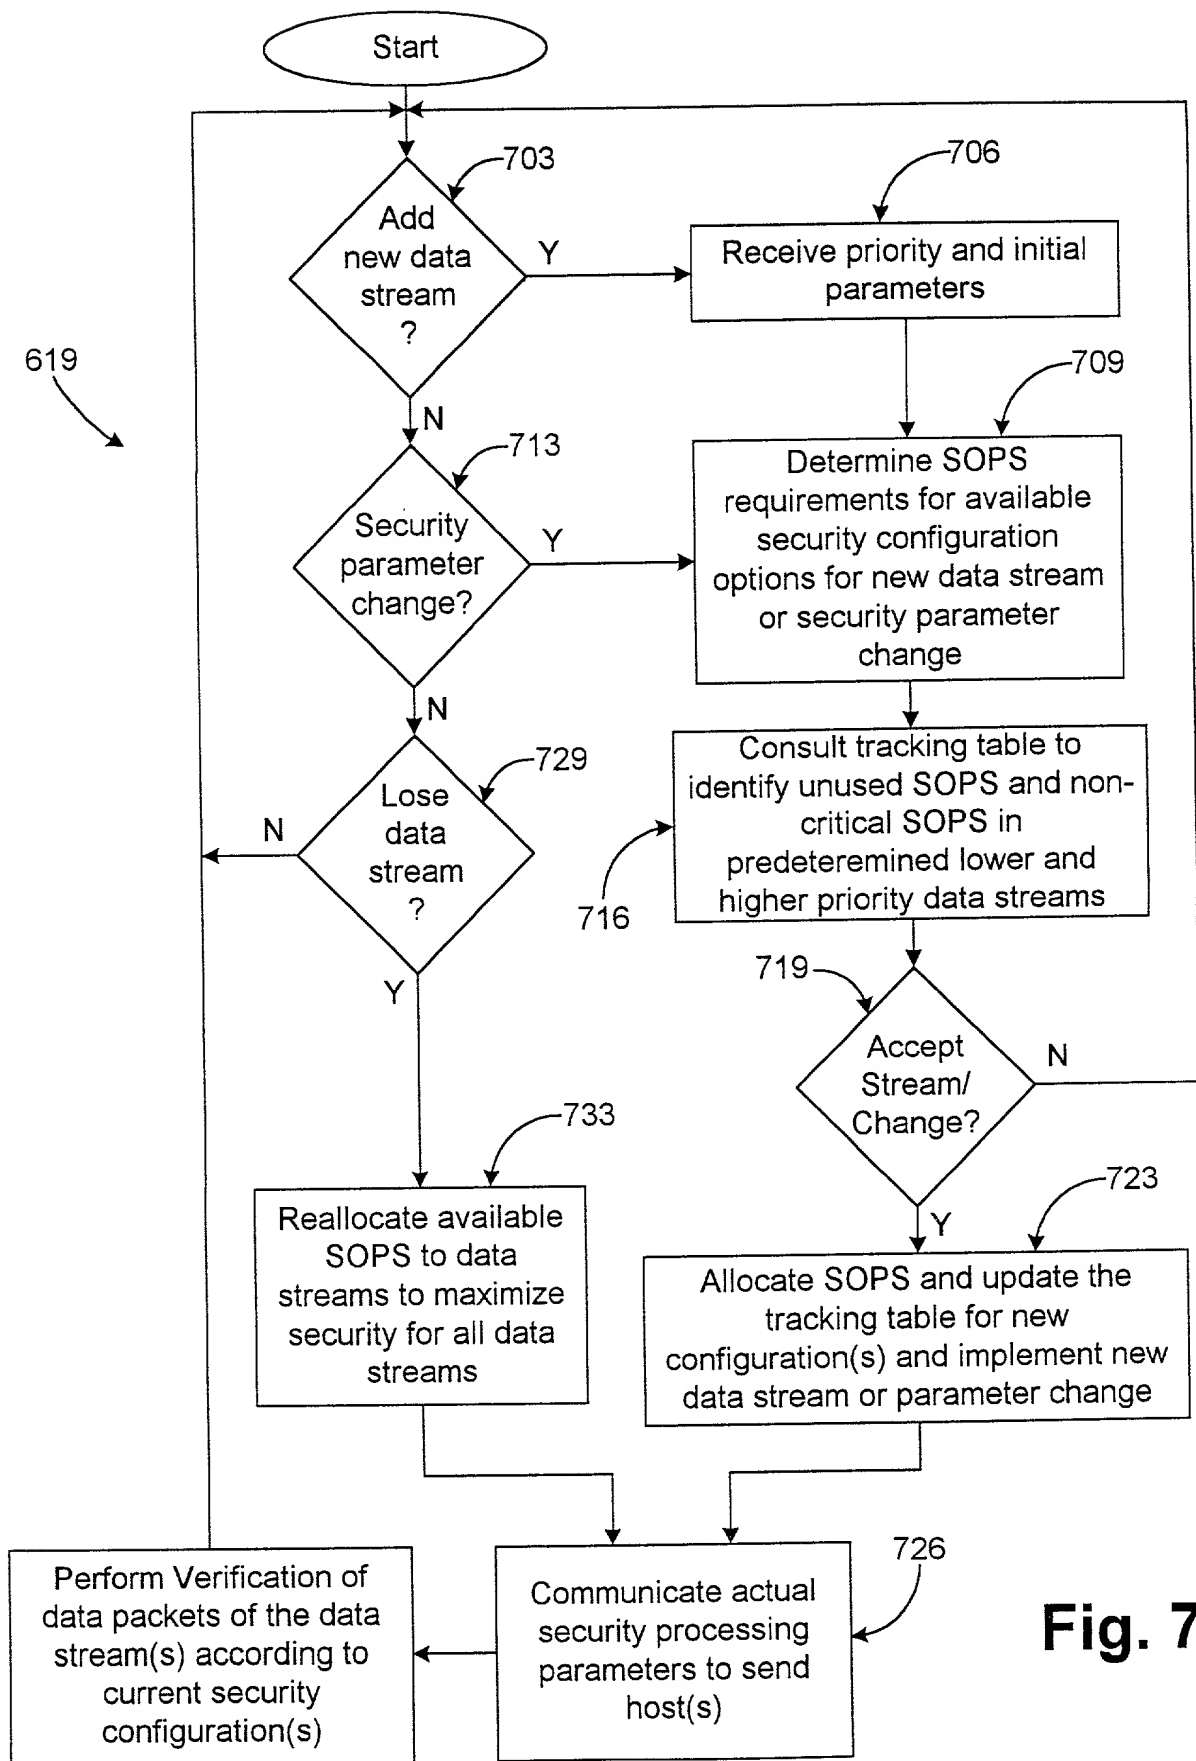 Start
703
Add
new data
stream
?
Y
N
706
Receive priority and initial
parameters
619
709
Determine SOPS
requirements for available
security configuration
options for new data stream
or security parameter
change
713
Security
parameter
change?
Y
N
729
Lose
data
stream
?
N
Y
Consult tracking table to
identify unused SOPS and non-
critical SOPS in
predeteremined lower and
higher priority data streams
716
719
Accept
Stream/
Change?
N
Y
733
Reallocate available
SOPS to data
streams to maximize
security for all data
streams
723
Allocate SOPS and update the
tracking table for new
configuration(s) and implement new
data stream or parameter change
Perform Verification of
data packets of the data
stream(s) according to
current security
configuration(s)
Communicate actual
security processing
parameters to send
host(s)
726
Fig. 7